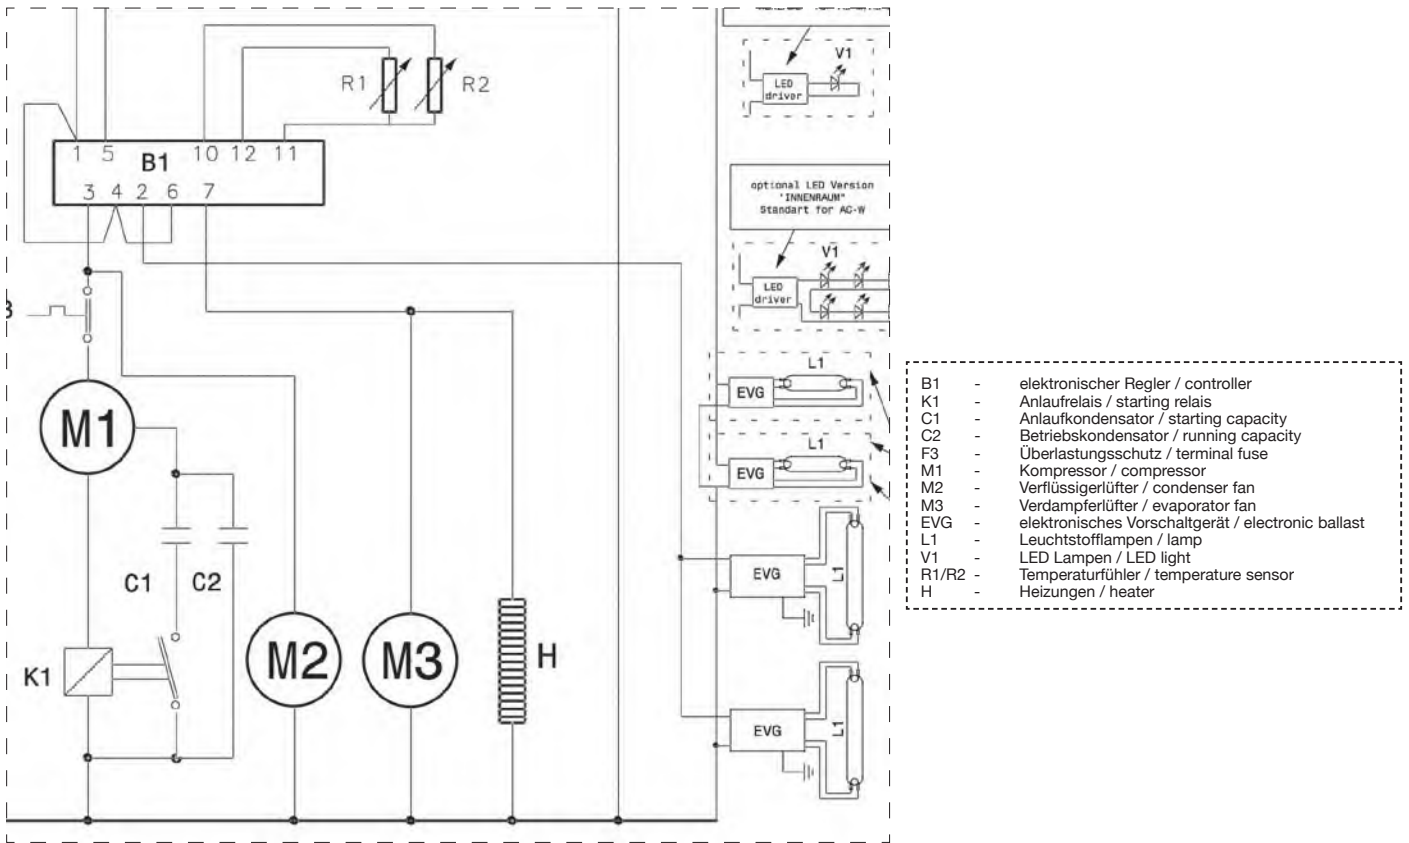 V1
LED
driver
R1
R2
1 5 10 12 11
B1
3 4 2 6 7
optional LED Version
"INNENRAUM"
Standart for AC-W
V1
LED
driver
L1
EVG
M1
L1
EVG
C1 C2
EVG
L1
K1
M2
M3
H
EVG
L1
B1 - elektronischer Regler / controller
K1 - Anlaufrelais / starting relais
C1 - Anlaufkondensator / starting capacity
C2 - Betriebskondensator / running capacity
F3 - Überlastungsschutz / terminal fuse
M1 - Kompressor / compressor
M2 - Verflüssigerlüfter / condenser fan
M3 - Verdampferlüfter / evaporator fan
EVG - elektronisches Vorschaltgerät / electronic ballast
L1 - Leuchtstofflampen / lamp
V1 - LED Lampen / LED light
R1/R2 - Temperaturfühler / temperature sensor
H - Heizungen / heater